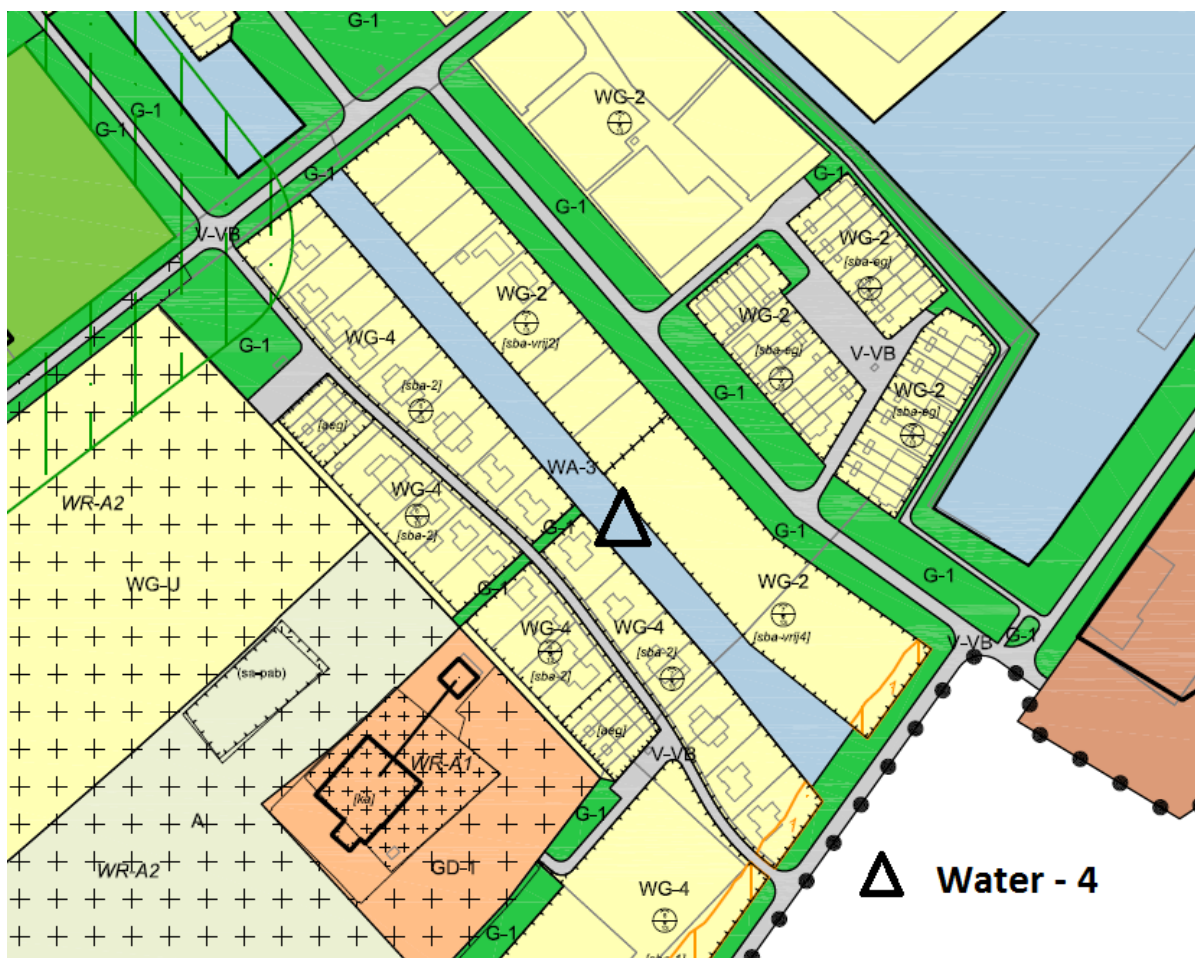 G-1
G-1
G-1
G-1
V-VB
G-1
WG-2
G-1
G-1
WG-2
[sba-eg]
WG-2
[sba-vrij2]
WG-2
[sba-eg]
WG-4
G-1
V-VB
[sba-2]
G-1
WG-2
[sba-eg]
[aeg]
WA-3
WG-4
[sba-2]
WR-A2
G-1
G-1
G-1
WG-U
G-1
WG-2
[sba-vrij4]
WG-4
[sba-2]
WG-4
[sba-2]
V-VB
G-1
(sa-pab)
[aeg]
V-VB
WR-A1
[ka]
A
G-1
WR-A2
GD-1
WG-4
G-1
Water - 4